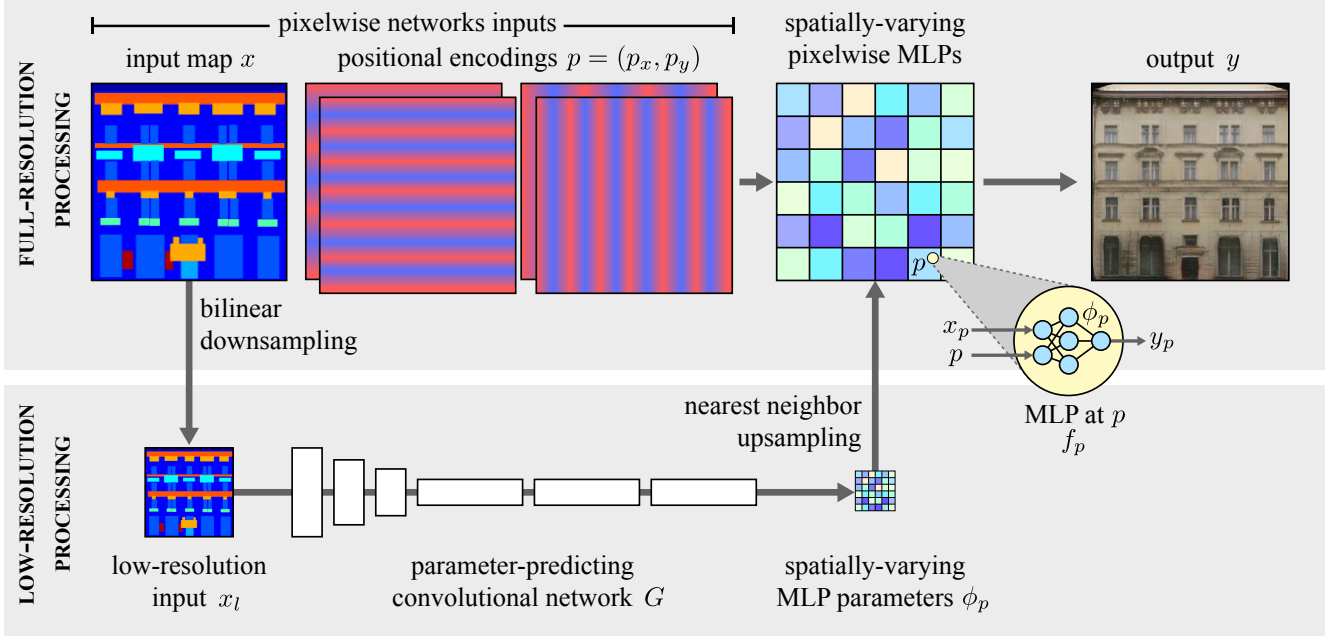 FULL-RESOLUTION
PROCESSING
pixelwise networks inputs
input map x
positional encodings p = (p_x, p_y)
spatially-varying
pixelwise MLPs
output y
bilinear
downsampling
p
x_p
p
ϕ_p
y_p
MLP at p
f_p
LOW-RESOLUTION
PROCESSING
nearest neighbor
upsampling
low-resolution
input x_l
parameter-predicting
convolutional network G
spatially-varying
MLP parameters ϕ_p